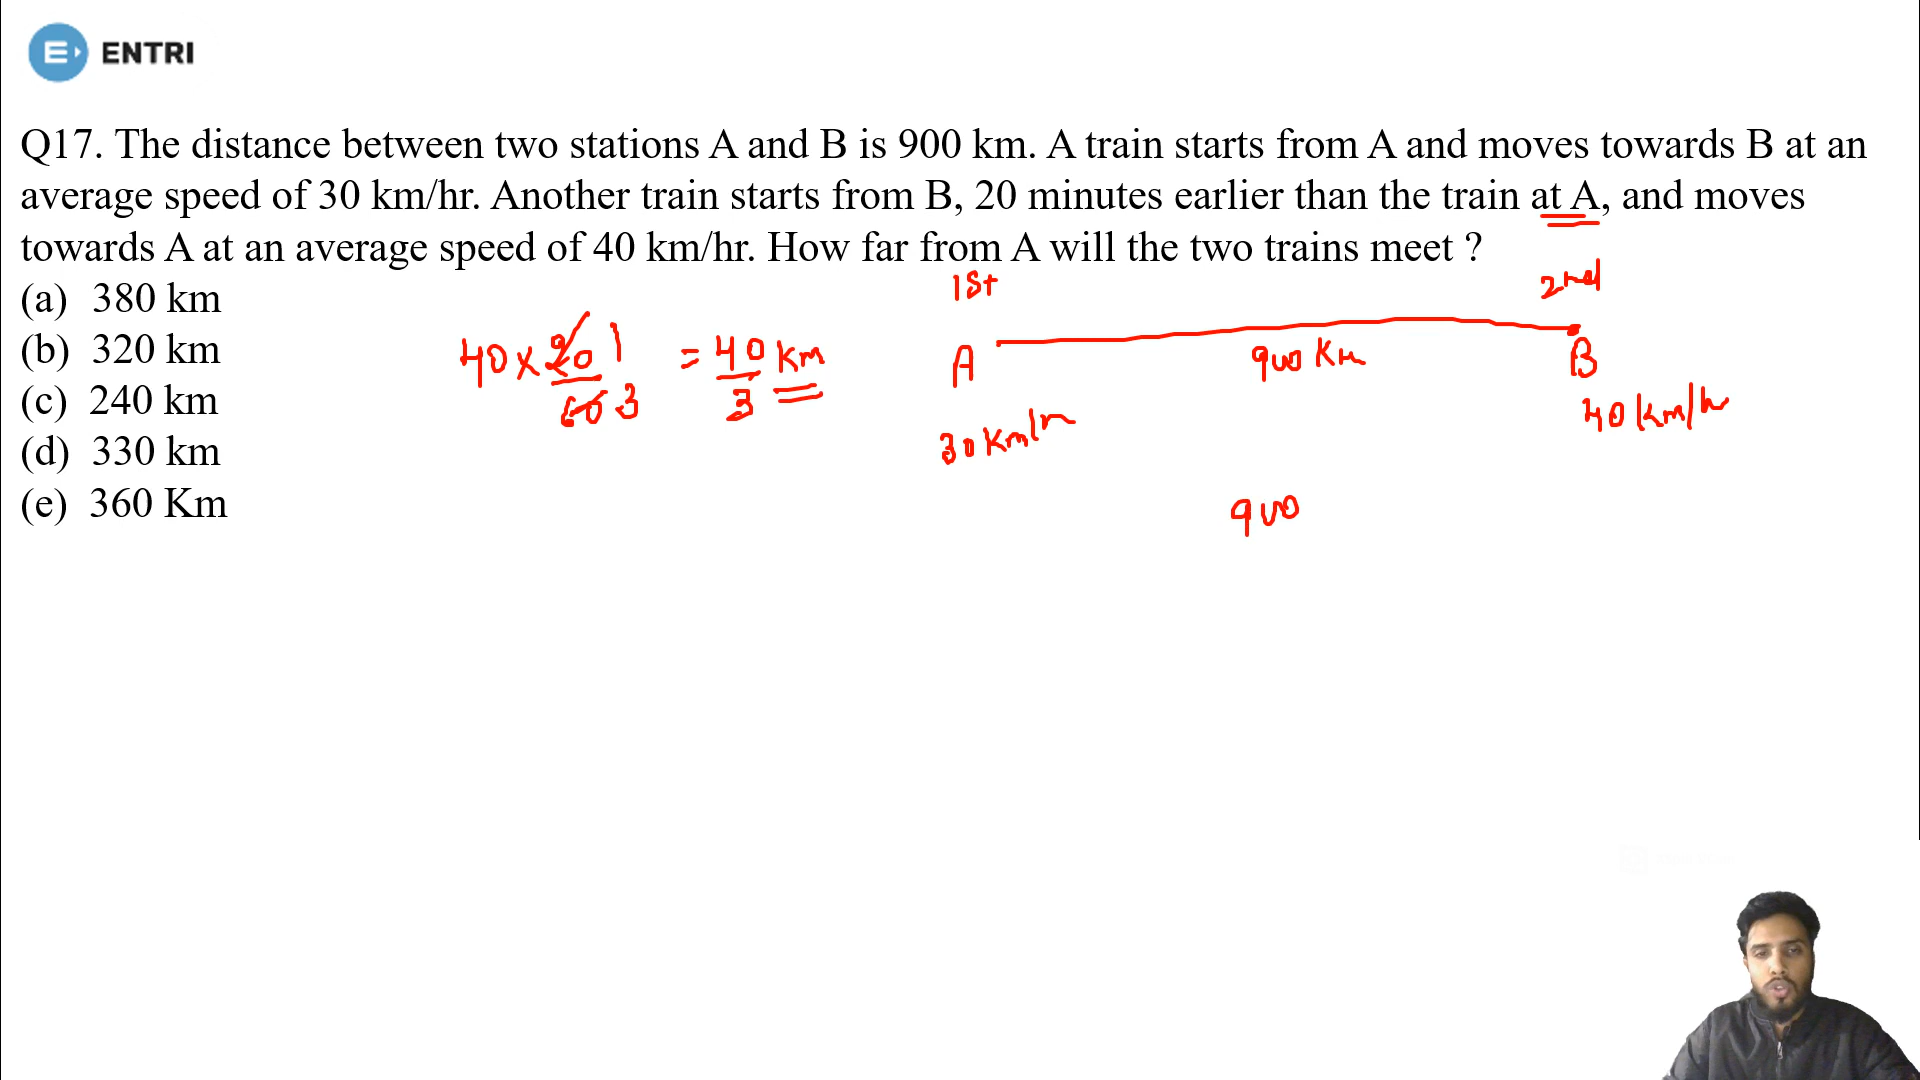 ENTRI
Q17. The distance between two stations A and B is 900 km. A train starts from A and moves towards B at an
average speed of 30 km/hr. Another train starts from B, 20 minutes earlier than the train at A, and moves
towards A at an average speed of 40 km/hr. How far from A will the two trains meet ?
(a) 380 km
(b) 320 km
(c) 240 km
(d) 330 km
(e) 360 Km
1st
2nd
40 × 20/60 1/3 = 40/3 km
A
900 Km
B
30 Km/h
40 km/h
900